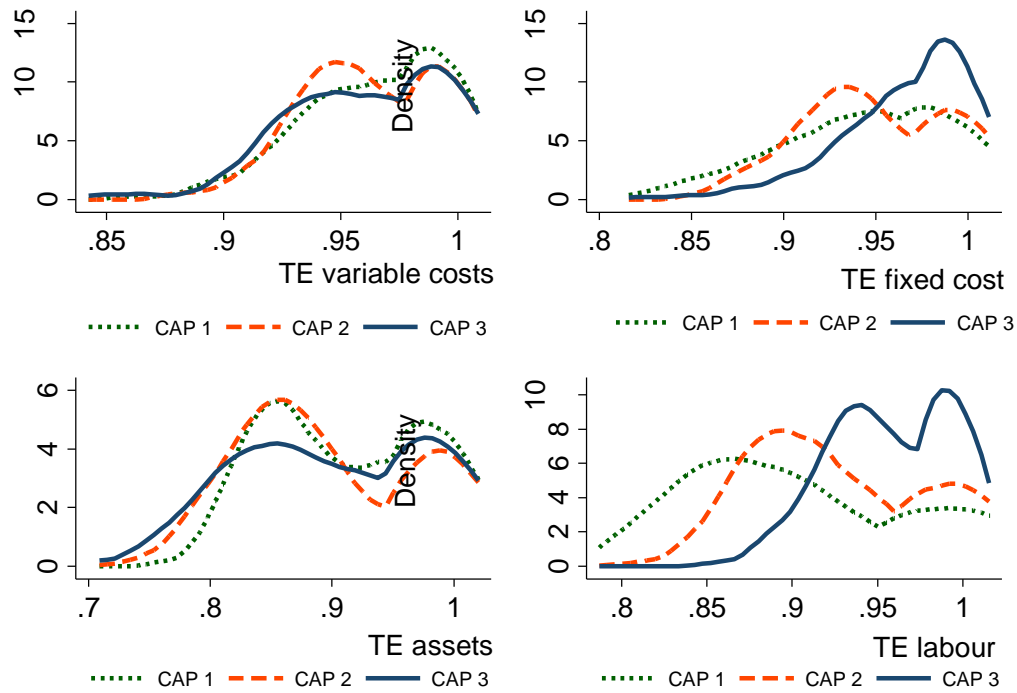 15
10
5
0
Density
.85 .9 .95 1
TE variable costs
CAP 1 CAP 2 CAP 3
15
10
5
0
.8 .85 .9 .95 1
TE fixed cost
CAP 1 CAP 2 CAP 3
6
4
2
0
Density
.7 .8 .9 1
TE assets
CAP 1 CAP 2 CAP 3
10
8
6
4
2
0
.8 .85 .9 .95 1
TE labour
CAP 1 CAP 2 CAP 3